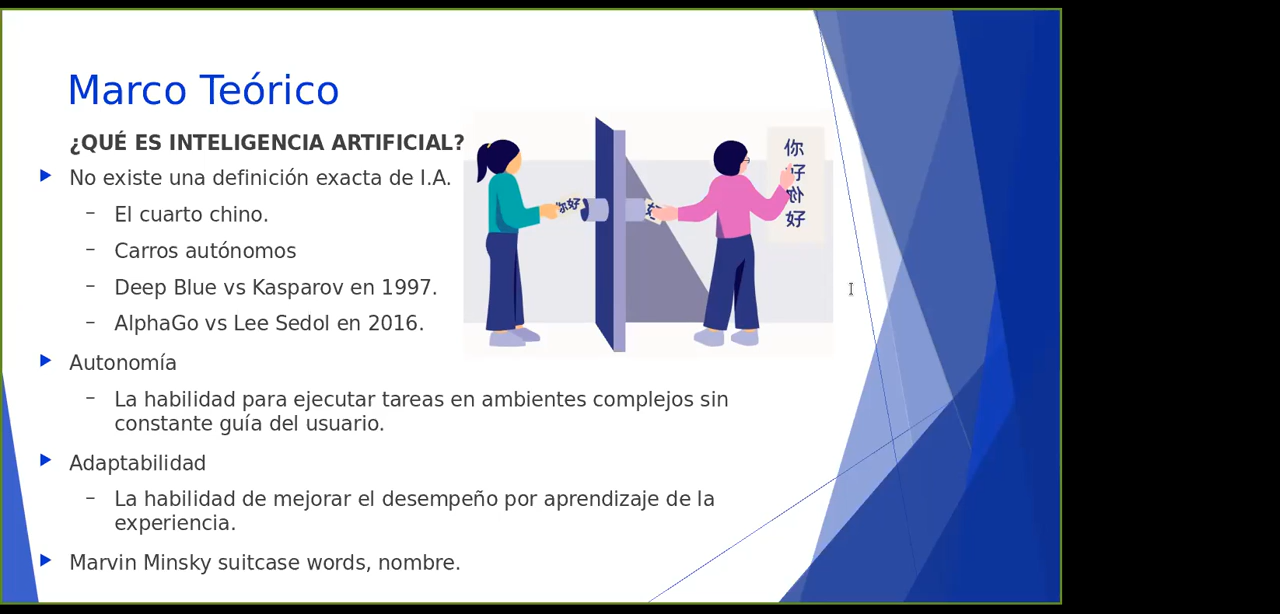 Marco Teórico
¿QUÉ ES INTELIGENCIA ARTIFICIAL?
No existe una definición exacta de I.A.
– El cuarto chino.
– Carros autónomos
– Deep Blue vs Kasparov en 1997.
– AlphaGo vs Lee Sedol en 2016.
Autonomía
– La habilidad para ejecutar tareas en ambientes complejos sin
constante guía del usuario.
Adaptabilidad
– La habilidad de mejorar el desempeño por aprendizaje de la
experiencia.
Marvin Minsky suitcase words, nombre.
你好
你
好
你
好